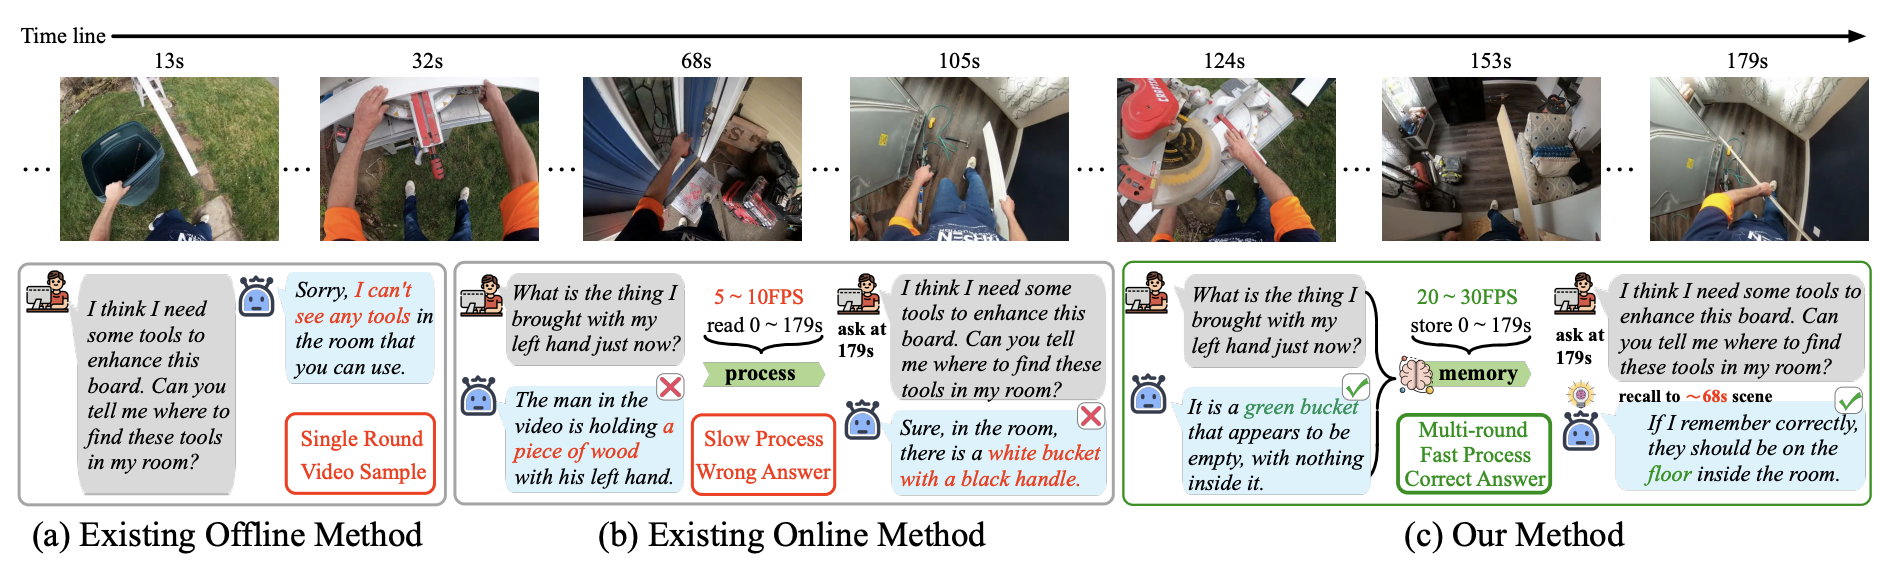 Time line
13s
32s
68s
105s
124s
153s
179s
I think I need
some tools to
enhance this
board. Can you
tell me where to
find these tools
in my room?
Sorry, I can't
see any tools in
the room that
you can use.
Single Round
Video Sample
(a) Existing Offline Method
What is the thing I
brought with my
left hand just now?
The man in the
video is holding a
piece of wood
with his left hand.
5 ~ 10FPS
read 0 ~ 179s
process
Slow Process
Wrong Answer
ask at
179s
I think I need some
tools to enhance this
board. Can you tell
me where to find these
tools in my room?
Sure, in the room,
there is a white bucket
with a black handle.
(b) Existing Online Method
What is the thing I
brought with my
left hand just now?
It is a green bucket
that appears to be
empty, with nothing
inside it.
20 ~ 30FPS
store 0 ~ 179s
memory
Multi-round
Fast Process
Correct Answer
ask at
179s
I think I need some tools to
enhance this board. Can
you tell me where to find
these tools in my room?
recall to ~68s scene
If I remember correctly,
they should be on the
floor inside the room.
(c) Our Method